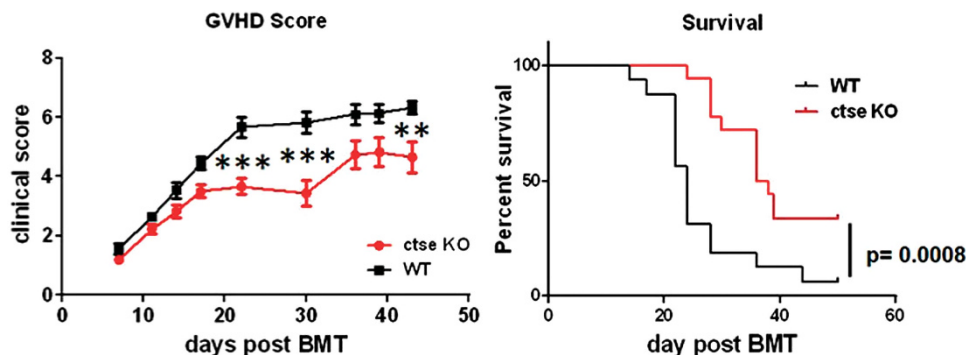 GVHD Score
clinical score
8
6
4
2
0
***
***
**
ctse KO
WT
0
10
20
30
40
50
days post BMT
Survival
Percent survival
100
50
0
WT
ctse KO
p= 0.0008
0
20
40
60
day post BMT